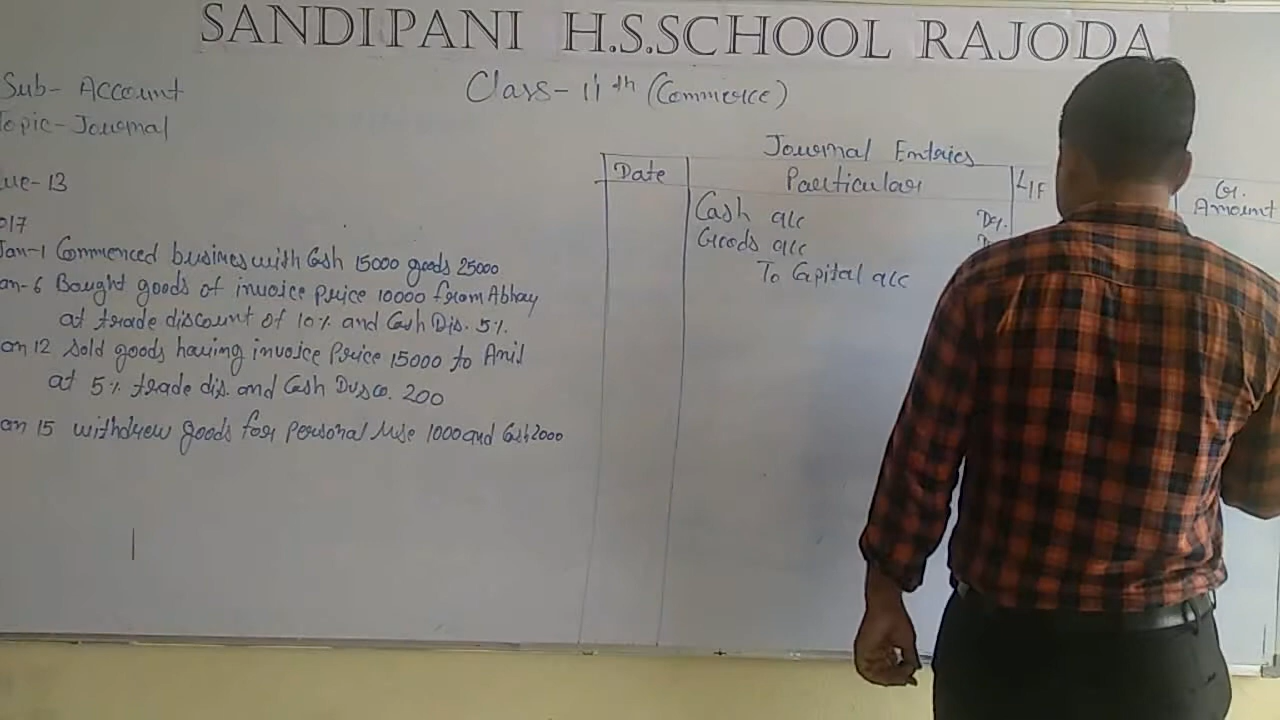 SANDIPANI H.S.SCHOOL RAJODA
Sub- Account
Class-11th (Commerce)
Topic-Journal
Que-13
2017
Jan-1 Commenced busines with Cash 15000 goods 25000
Jan-6 Bought goods of invoice price 10000 from Abhay
at trade discount of 10% and Cash Dis. 5%.
Jan 12 Sold goods having invoice Price 15000 to Anil
at 5% trade dis. and Cash Disco. 200
Jan 15 withdrew goods for personal use 1000 and Cash 2000
Journal Entries
Date Particular L/F Cr. Amount
Cash a/c Dr.
Goods a/c
To Capital a/c